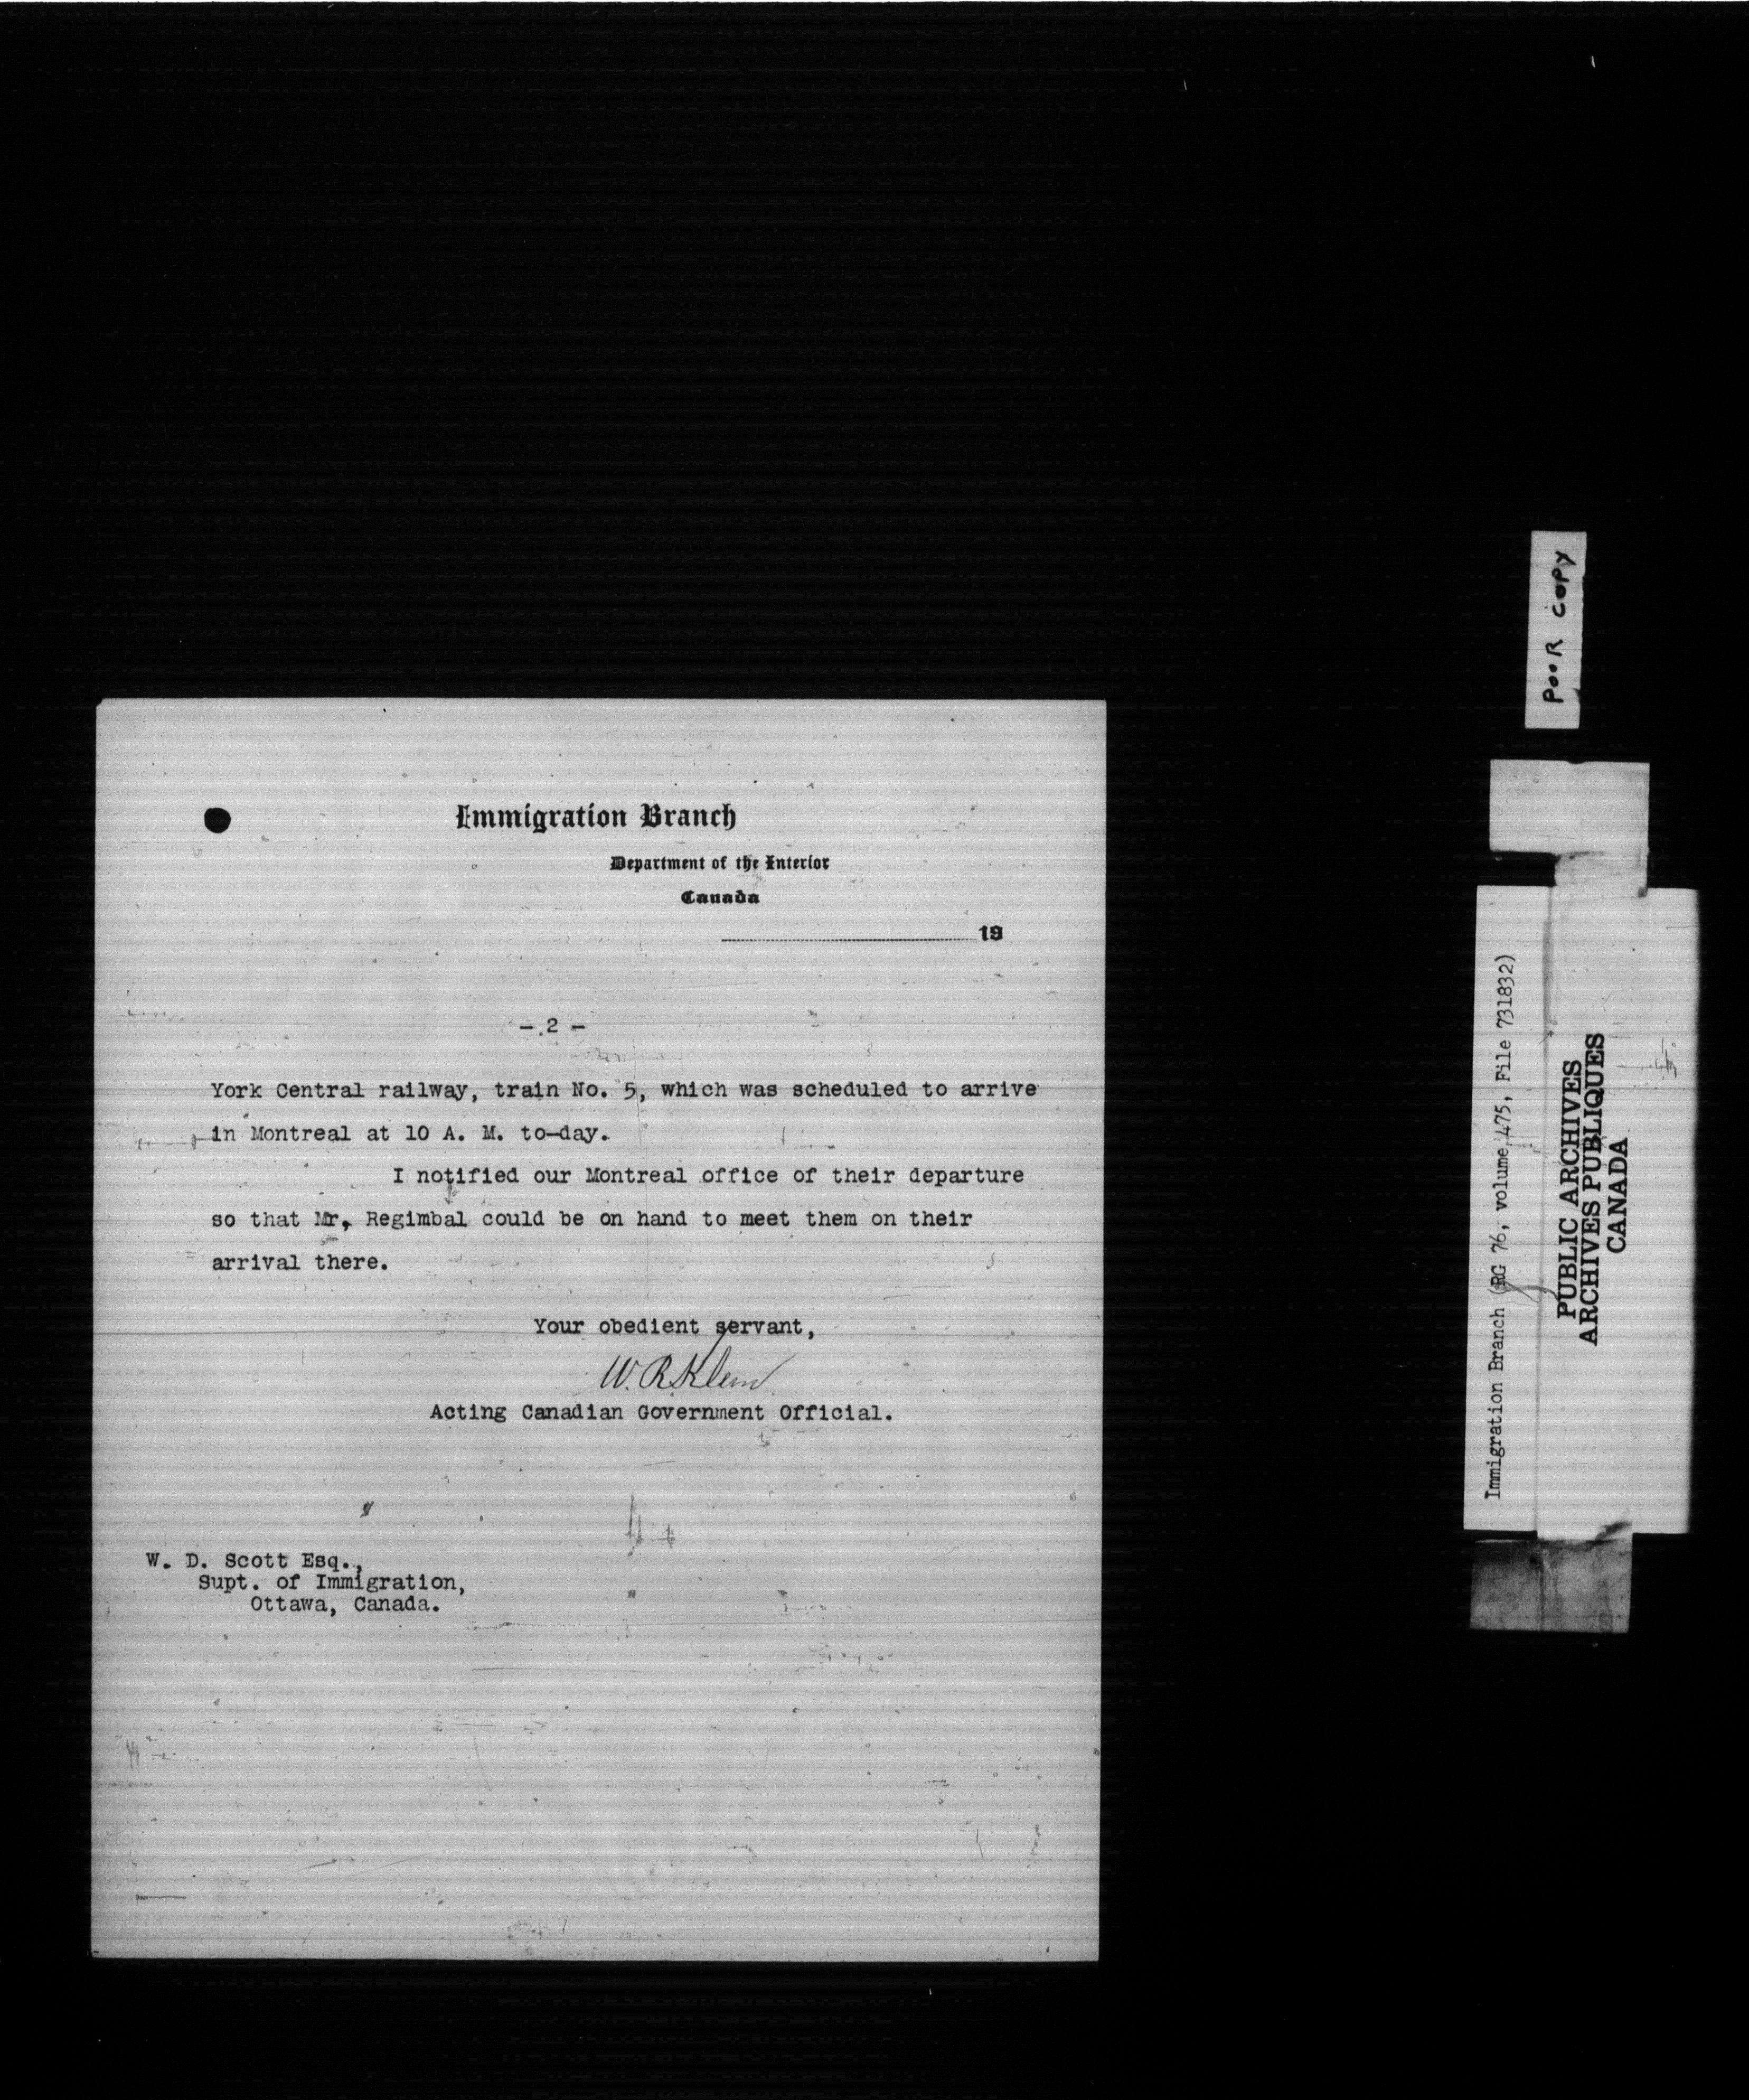 Immigration Branch
Department of the Interior
Canada
19
- 2 -
York Central railway, train No. 5, which was scheduled to arrive
in Montreal at 10 A. M. to-day.
I notified our Montreal office of their departure
so that Mr. Regimbal could be on hand to meet them on their
arrival there.
Your obedient servant,
W. R. Klein
Acting Canadian Government Official.
W. D. Scott Esq.,
Supt. of Immigration,
Ottawa, Canada.
POOR COPY
Immigration Branch (RG 76, volume 475, File 731832)
PUBLIC ARCHIVES
ARCHIVES PUBLIQUES
CANADA